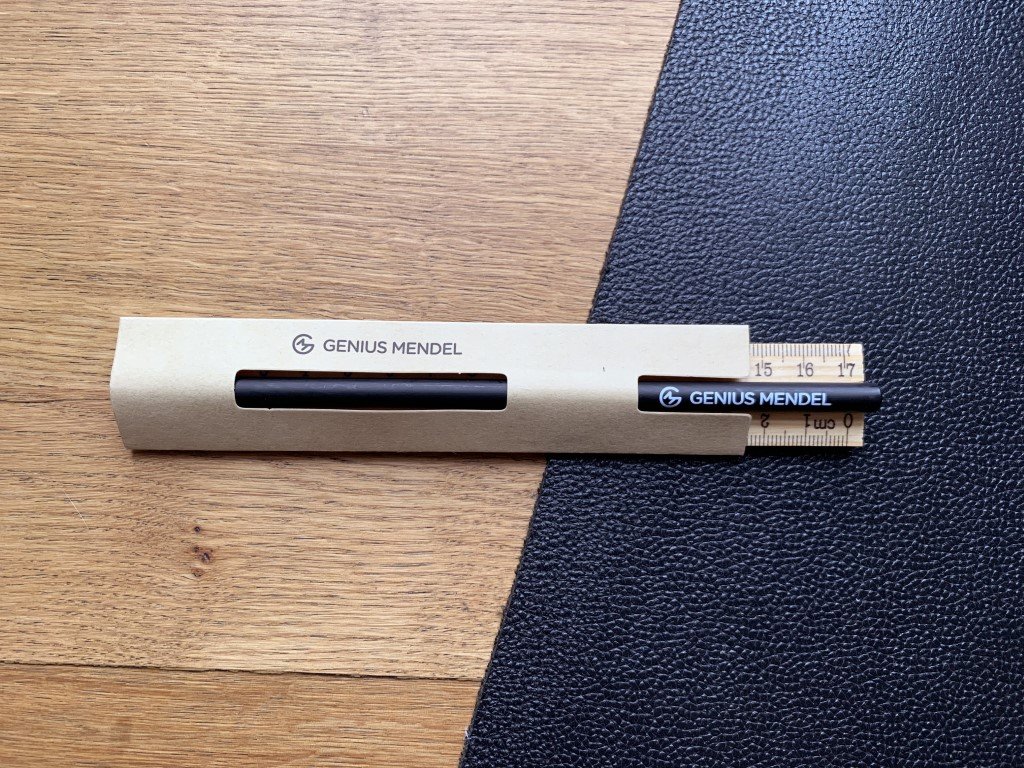 GENIUS MENDEL
15 16 17
GENIUS MENDEL
2 1 cm 0